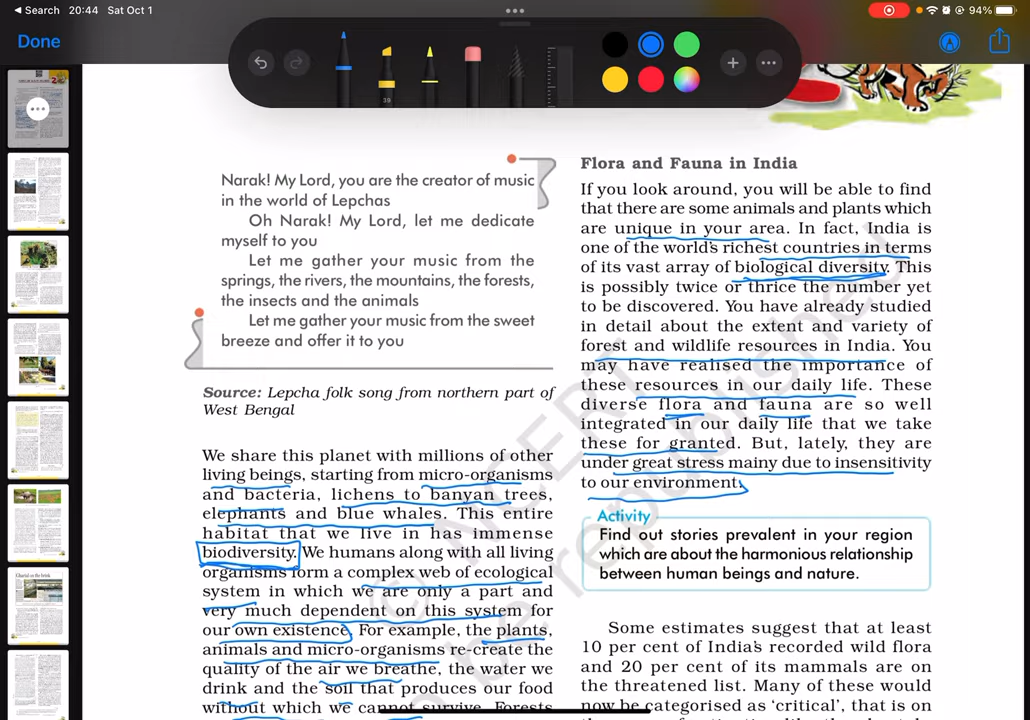 Search 20:44 Sat Oct 1
94%
Done
39
Narak! My Lord, you are the creator of music
in the world of Lepchas
Oh Narak! My Lord, let me dedicate
myself to you
Let me gather your music from the
springs, the rivers, the mountains, the forests,
the insects and the animals
Let me gather your music from the sweet
breeze and offer it to you
Source: Lepcha folk song from northern part of
West Bengal
We share this planet with millions of other
living beings, starting from micro-organisms
and bacteria, lichens to banyan trees,
elephants and blue whales. This entire
habitat that we live in has immense
biodiversity. We humans along with all living
organisms form a complex web of ecological
system in which we are only a part and
very much dependent on this system for
our own existence. For example, the plants,
animals and micro-organisms re-create the
quality of the air we breathe, the water we
drink and the soil that produces our food
without which we cannot survive. Forests
Flora and Fauna in India
If you look around, you will be able to find
that there are some animals and plants which
are unique in your area. In fact, India is
one of the world's richest countries in terms
of its vast array of biological diversity. This
is possibly twice or thrice the number yet
to be discovered. You have already studied
in detail about the extent and variety of
forest and wildlife resources in India. You
may have realised the importance of
these resources in our daily life. These
diverse flora and fauna are so well
integrated in our daily life that we take
these for granted. But, lately, they are
under great stress mainy due to insensitivity
to our environment.
Activity
Find out stories prevalent in your region
which are about the harmonious relationship
between human beings and nature.
Some estimates suggest that at least
10 per cent of India's recorded wild flora
and 20 per cent of its mammals are on
the threatened list. Many of these would
now be categorised as 'critical', that is on
© NCERT
be republished